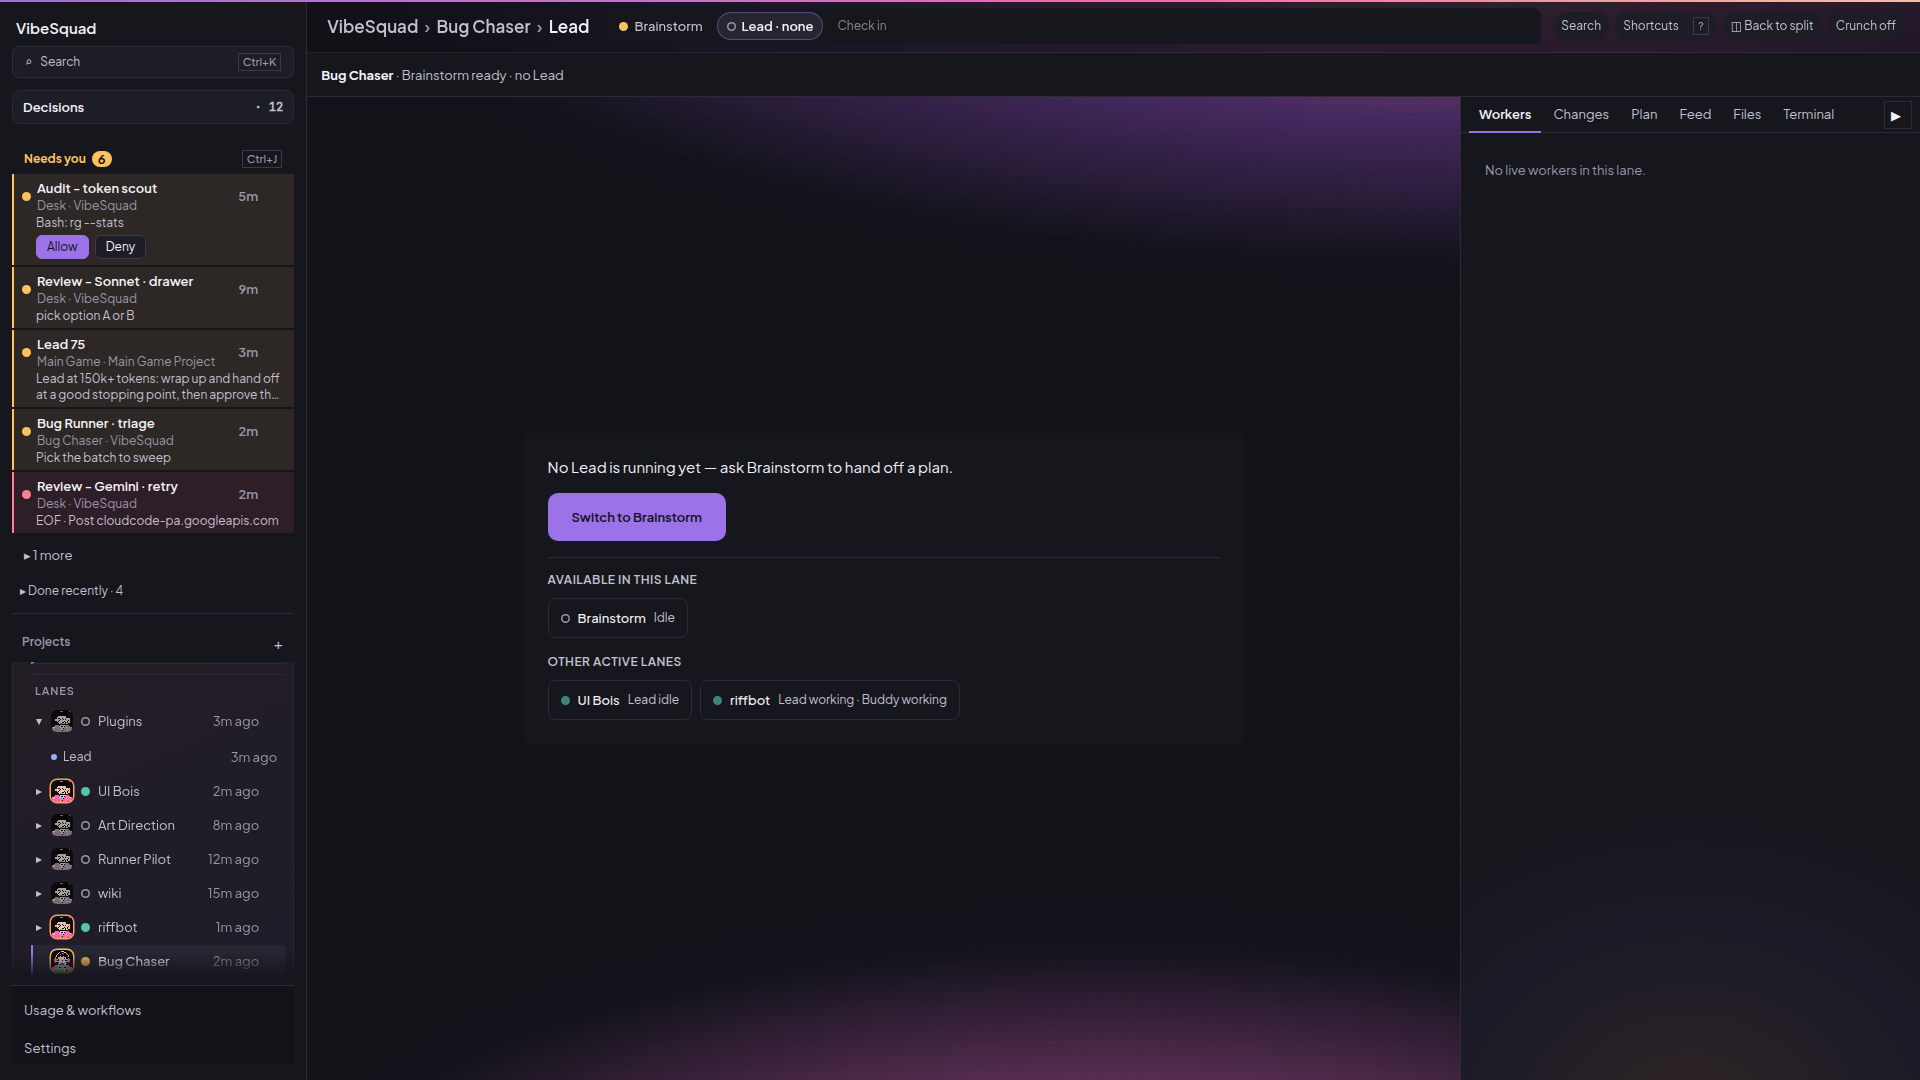 VibeSquad
Search Ctrl+K
Decisions · 12
Needs you 6 Ctrl+J
Audit – token scout 5m
Desk · VibeSquad
Bash: rg --stats
Allow Deny
Review – Sonnet · drawer 9m
Desk · VibeSquad
pick option A or B
Lead 75 3m
Main Game · Main Game Project
Lead at 150k+ tokens: wrap up and hand off
at a good stopping point, then approve th…
Bug Runner · triage 2m
Bug Chaser · VibeSquad
Pick the batch to sweep
Review – Gemini · retry 2m
Desk · VibeSquad
EOF · Post cloudcode-pa.googleapis.com
▸ 1 more
▸ Done recently · 4
Projects +
LANES
▾ Plugins 3m ago
Lead 3m ago
▸ UI Bois 2m ago
▸ Art Direction 8m ago
▸ Runner Pilot 12m ago
▸ wiki 15m ago
▸ riffbot 1m ago
Bug Chaser 2m ago
Usage & workflows
Settings
VibeSquad › Bug Chaser › Lead Brainstorm Lead · none Check in Search Shortcuts ? Back to split Crunch off
Bug Chaser · Brainstorm ready · no Lead
No Lead is running yet — ask Brainstorm to hand off a plan.
Switch to Brainstorm
AVAILABLE IN THIS LANE
Brainstorm Idle
OTHER ACTIVE LANES
UI Bois Lead idle riffbot Lead working · Buddy working
Workers Changes Plan Feed Files Terminal ▶
No live workers in this lane.